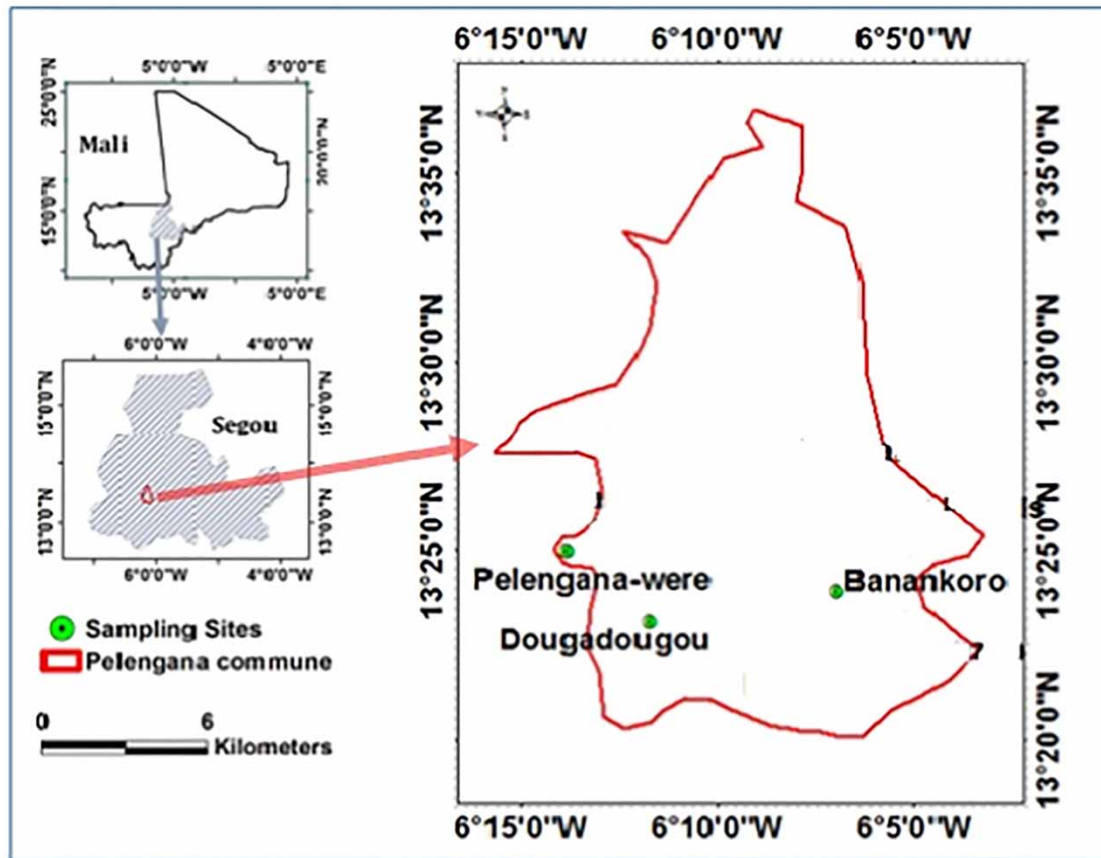 5°0'0"W 5°0'0"E
25°0'0"N
Mali
20°0'0"N
15°0'0"N
5°0'0"W 5°0'0"E
6°0'0"W 4°0'0"W
15°0'0"N 15°0'0"N
Segou
13°0'0"N 13°0'0"N
6°0'0"W 4°0'0"W
Sampling Sites
Pelengana commune
0 6
Kilometers
6°15'0"W 6°10'0"W 6°5'0"W
13°35'0"N 13°35'0"N
13°30'0"N 13°30'0"N
13°25'0"N 13°25'0"N
Pelengana-were
Banankoro
Dougadougou
13°20'0"N 13°20'0"N
6°15'0"W 6°10'0"W 6°5'0"W